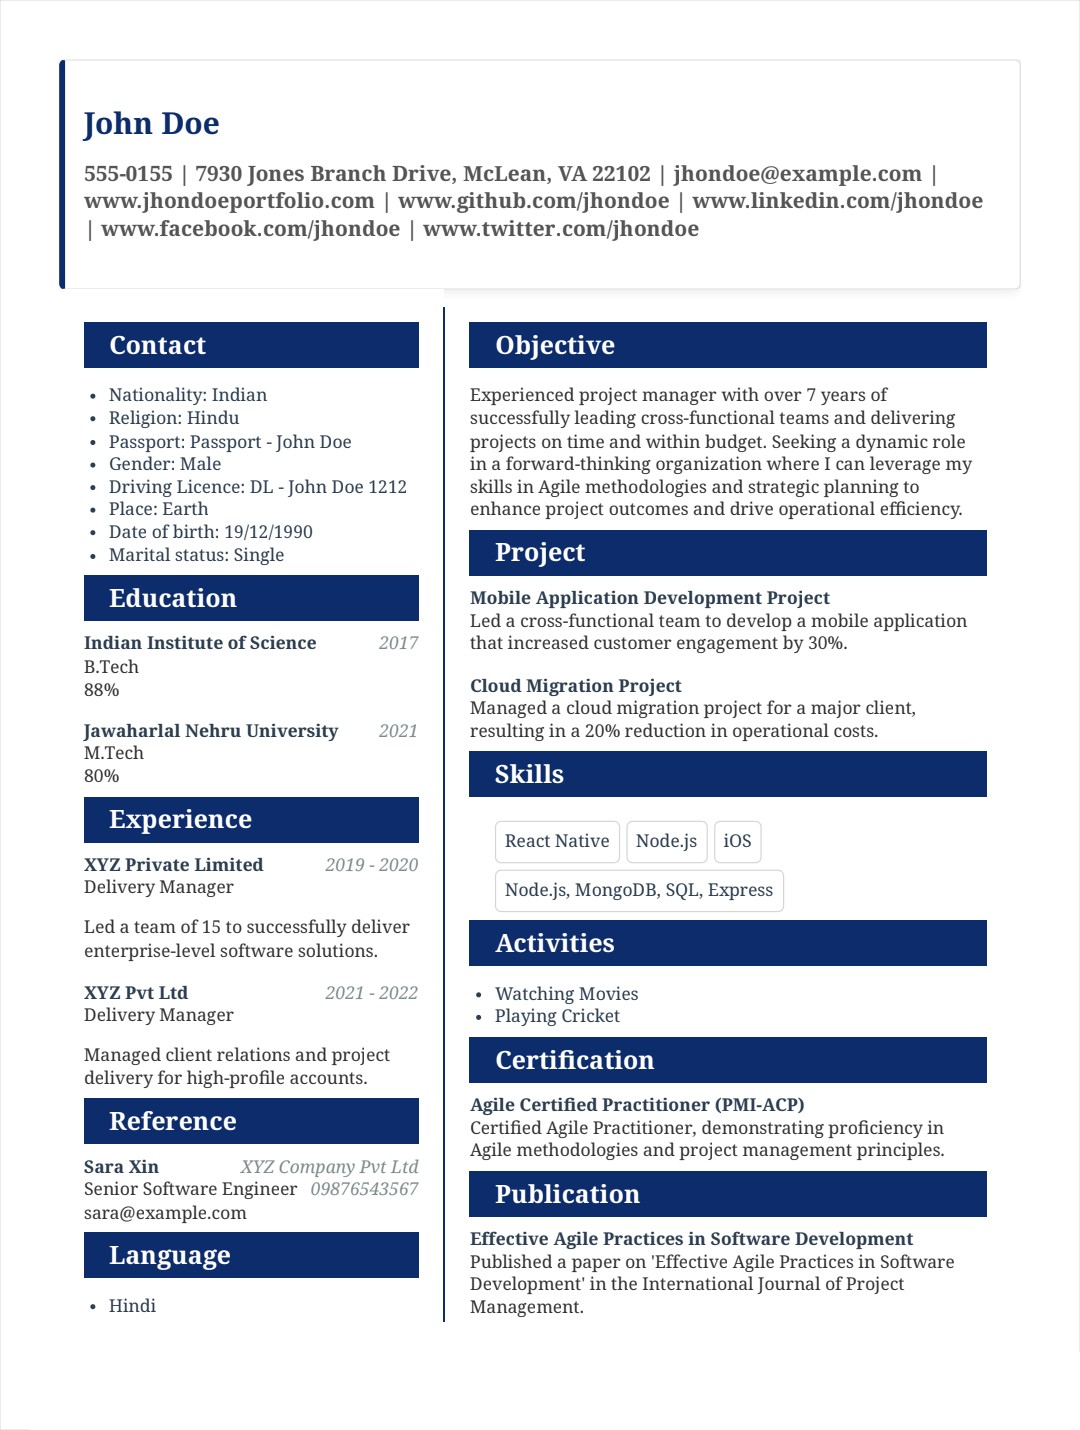 John Doe
555-0155 | 7930 Jones Branch Drive, McLean, VA 22102 | jhondoe@example.com |
www.jhondoeportfolio.com | www.github.com/jhondoe | www.linkedin.com/jhondoe
| www.facebook.com/jhondoe | www.twitter.com/jhondoe
Contact
• Nationality: Indian
• Religion: Hindu
• Passport: Passport - John Doe
• Gender: Male
• Driving Licence: DL - John Doe 1212
• Place: Earth
• Date of birth: 19/12/1990
• Marital status: Single
Education
Indian Institute of Science 2017
B.Tech
88%
Jawaharlal Nehru University 2021
M.Tech
80%
Experience
XYZ Private Limited 2019 - 2020
Delivery Manager
Led a team of 15 to successfully deliver
enterprise-level software solutions.
XYZ Pvt Ltd 2021 - 2022
Delivery Manager
Managed client relations and project
delivery for high-profile accounts.
Reference
Sara Xin XYZ Company Pvt Ltd
Senior Software Engineer 09876543567
sara@example.com
Language
• Hindi
Objective
Experienced project manager with over 7 years of
successfully leading cross-functional teams and delivering
projects on time and within budget. Seeking a dynamic role
in a forward-thinking organization where I can leverage my
skills in Agile methodologies and strategic planning to
enhance project outcomes and drive operational efficiency.
Project
Mobile Application Development Project
Led a cross-functional team to develop a mobile application
that increased customer engagement by 30%.
Cloud Migration Project
Managed a cloud migration project for a major client,
resulting in a 20% reduction in operational costs.
Skills
React Native Node.js iOS
Node.js, MongoDB, SQL, Express
Activities
• Watching Movies
• Playing Cricket
Certification
Agile Certified Practitioner (PMI-ACP)
Certified Agile Practitioner, demonstrating proficiency in
Agile methodologies and project management principles.
Publication
Effective Agile Practices in Software Development
Published a paper on 'Effective Agile Practices in Software
Development' in the International Journal of Project
Management.